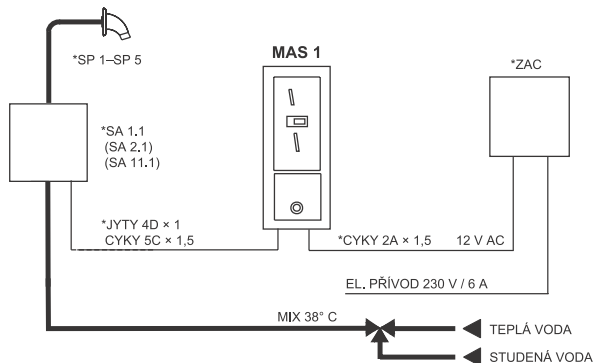 *SP 1–SP 5
MAS 1
*ZAC
*SA 1.1
(SA 2.1)
(SA 11.1)
*JYTY 4D × 1
CYKY 5C × 1,5
*CYKY 2A × 1,5 12 V AC
EL. PŘÍVOD 230 V / 6 A
MIX 38° C
TEPLÁ VODA
STUDENÁ VODA